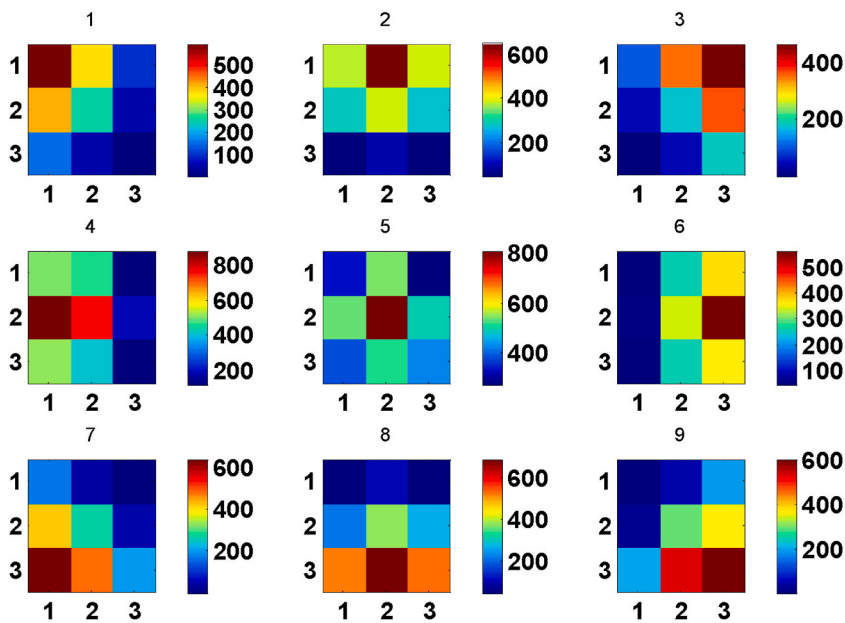 1 2 3
1 500 1 600 1 400
400
2 300 2 400 2 200
200
3 100 3 200 3
1 2 3 1 2 3 1 2 3
4 5 6
1 800 1 800 1 500
600 400
2 2 600 2 300
400 200
3 200 3 400 3 100
1 2 3 1 2 3 1 2 3
7 8 9
1 600 1 600 1 600
2 400 2 400 2 400
3 200 3 200 3 200
1 2 3 1 2 3 1 2 3